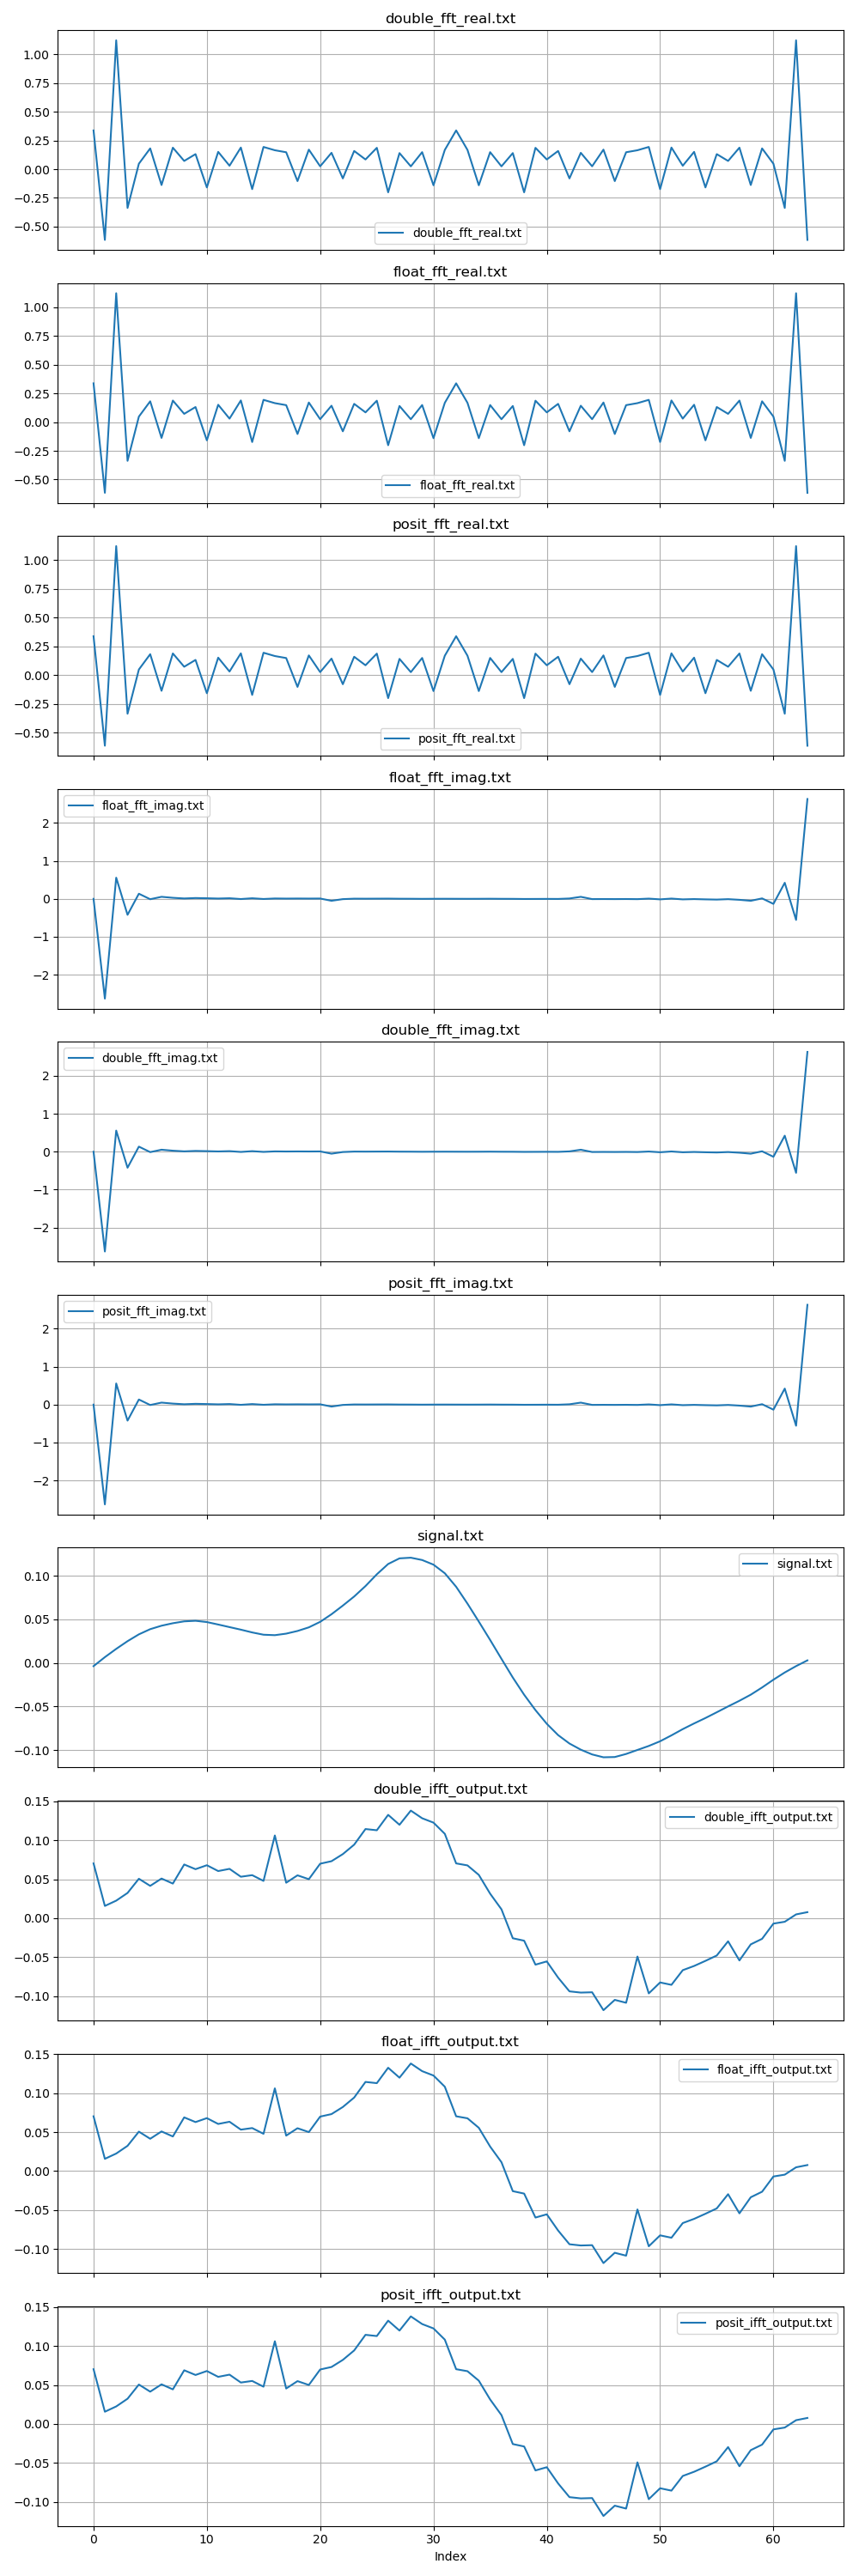 double_fft_real.txt
1.00
0.75
0.50
0.25
0.00
−0.25
−0.50
double_fft_real.txt
float_fft_real.txt
1.00
0.75
0.50
0.25
0.00
−0.25
−0.50
float_fft_real.txt
posit_fft_real.txt
1.00
0.75
0.50
0.25
0.00
−0.25
−0.50
posit_fft_real.txt
float_fft_imag.txt
float_fft_imag.txt
2
1
0
−1
−2
double_fft_imag.txt
double_fft_imag.txt
2
1
0
−1
−2
posit_fft_imag.txt
posit_fft_imag.txt
2
1
0
−1
−2
signal.txt
signal.txt
0.10
0.05
0.00
−0.05
−0.10
double_ifft_output.txt
0.15
double_ifft_output.txt
0.10
0.05
0.00
−0.05
−0.10
float_ifft_output.txt
0.15
float_ifft_output.txt
0.10
0.05
0.00
−0.05
−0.10
posit_ifft_output.txt
0.15
posit_ifft_output.txt
0.10
0.05
0.00
−0.05
−0.10
0 10 20 30 40 50 60
Index